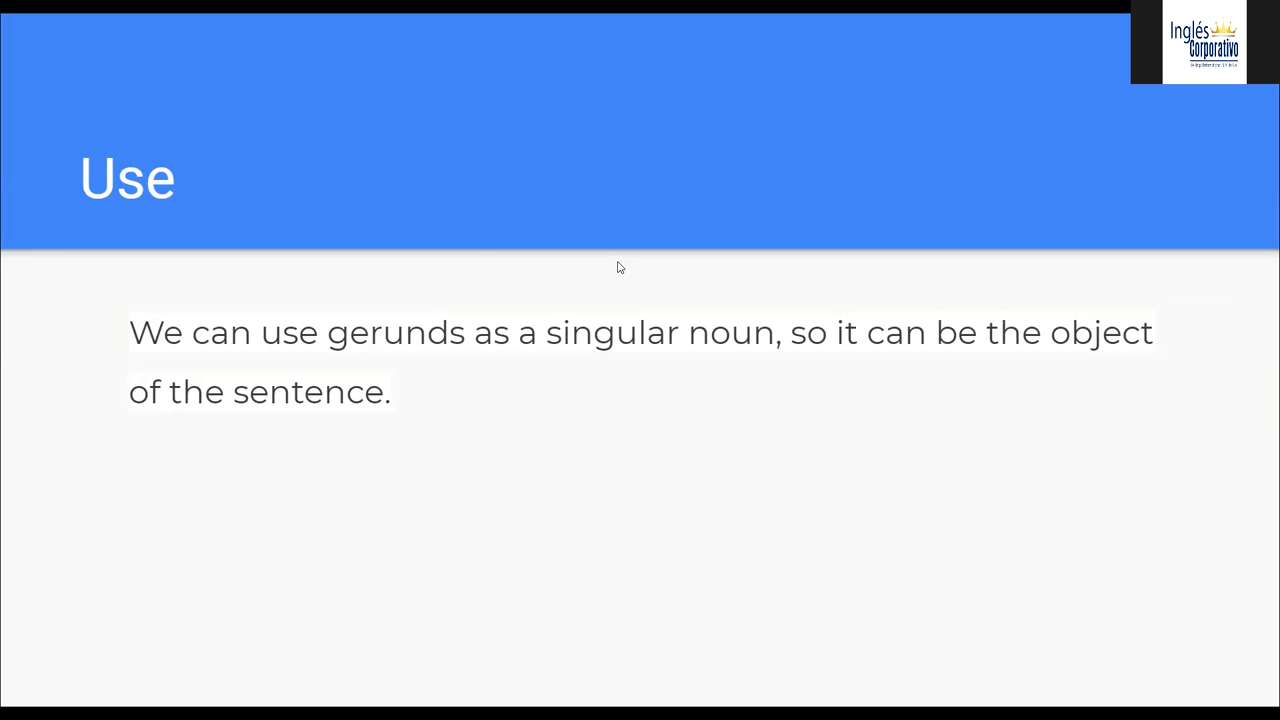 Inglés
Corporativo
Use
We can use gerunds as a singular noun, so it can be the object
of the sentence.